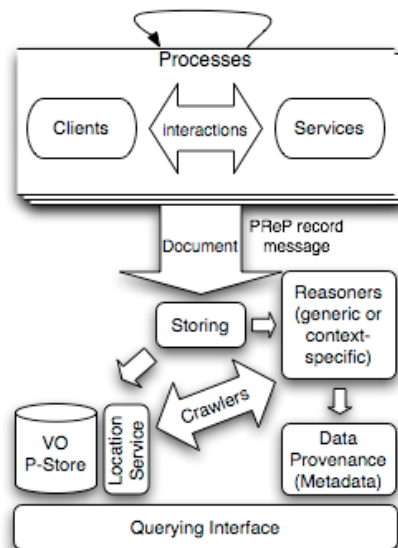 Processes
Clients
interactions
Services
Document
PReP record
message
Storing
Reasoners
(generic or
context-
specific)
Crawlers
VO
P-Store
Location
Service
Data
Provenance
(Metadata)
Querying Interface